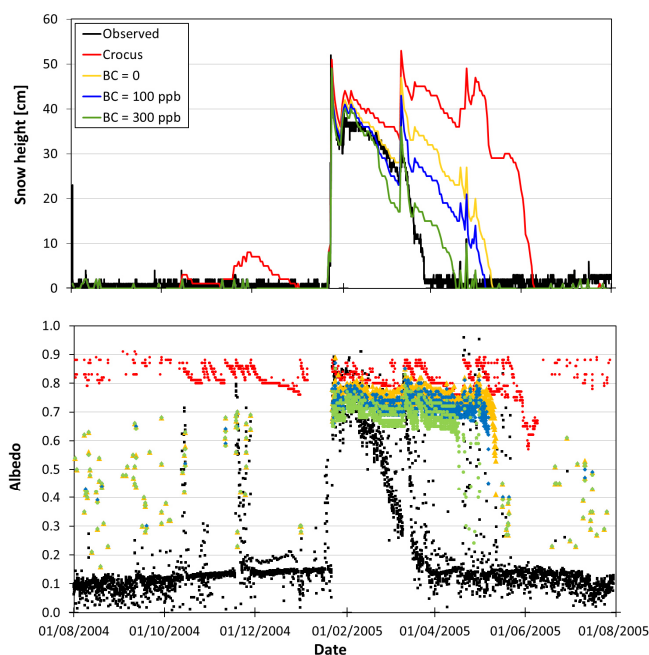 60
50
40
30
20
10
0
Snow height [cm]
Observed
Crocus
BC = 0
BC = 100 ppb
BC = 300 ppb
1.0
0.9
0.8
0.7
0.6
0.5
0.4
0.3
0.2
0.1
0.0
Albedo
01/08/2004 01/10/2004 01/12/2004 01/02/2005 01/04/2005 01/06/2005 01/08/2005
Date